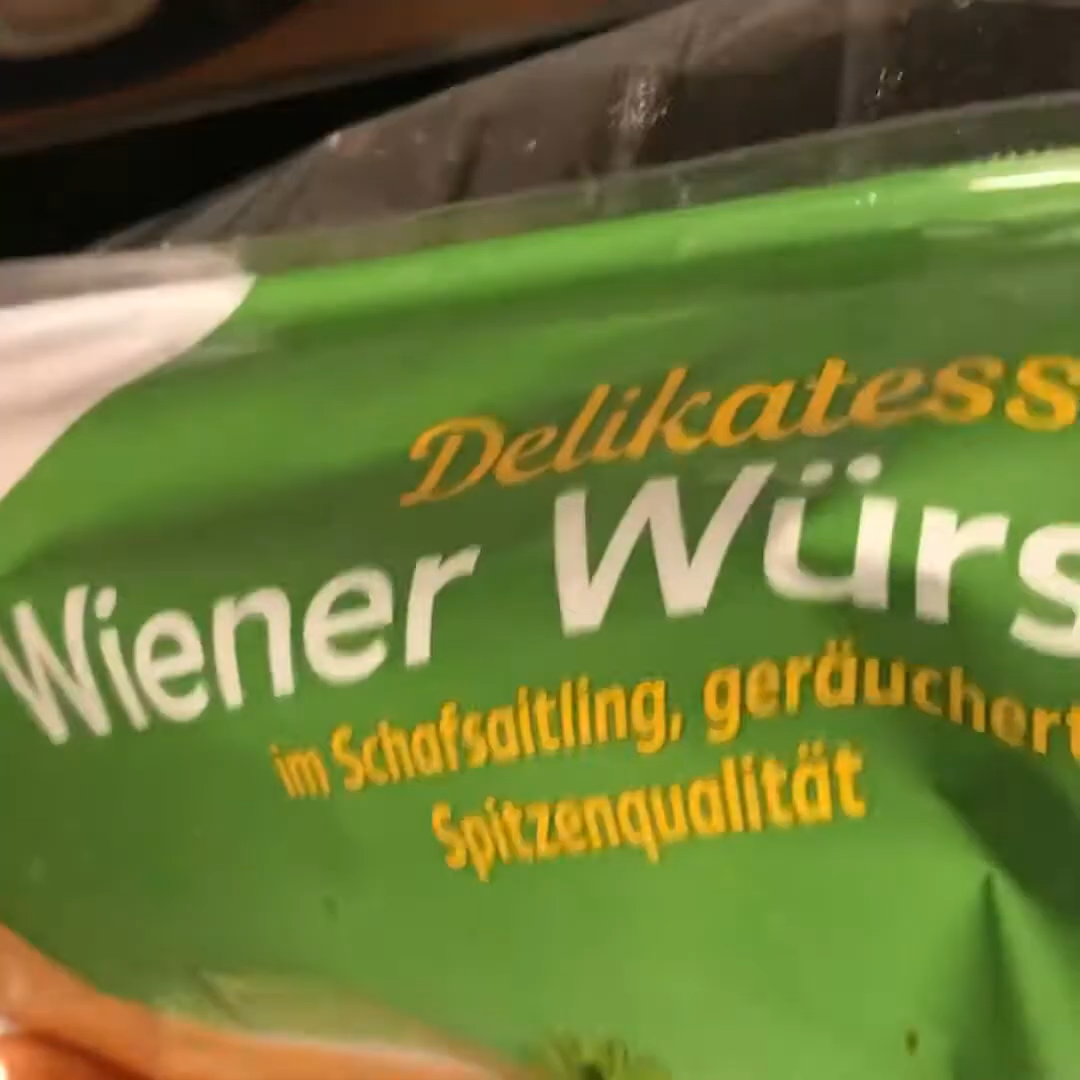 Delikatess
Wiener Würs
im Schafsaitling, geräuchert
Spitzenqualität